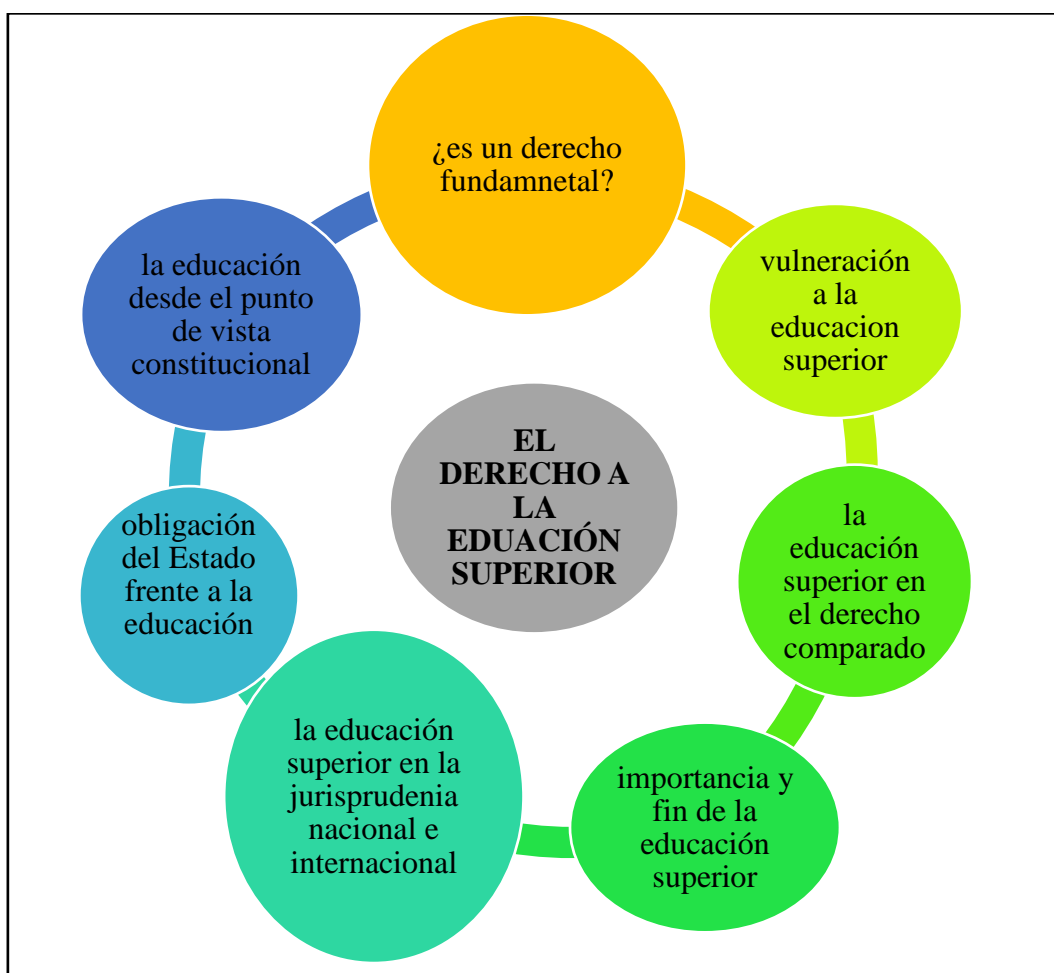 ¿es un derecho
fundamnetal?
vulneración
a la
educacion
superior
la
educación
superior en
el derecho
comparado
importancia y
fin de la
educación
superior
la educación
superior en la
jurisprudenia
nacional e
internacional
obligación
del Estado
frente a la
educación
la educación
desde el punto
de vista
constitucional
EL
DERECHO A
LA
EDUACIÓN
SUPERIOR